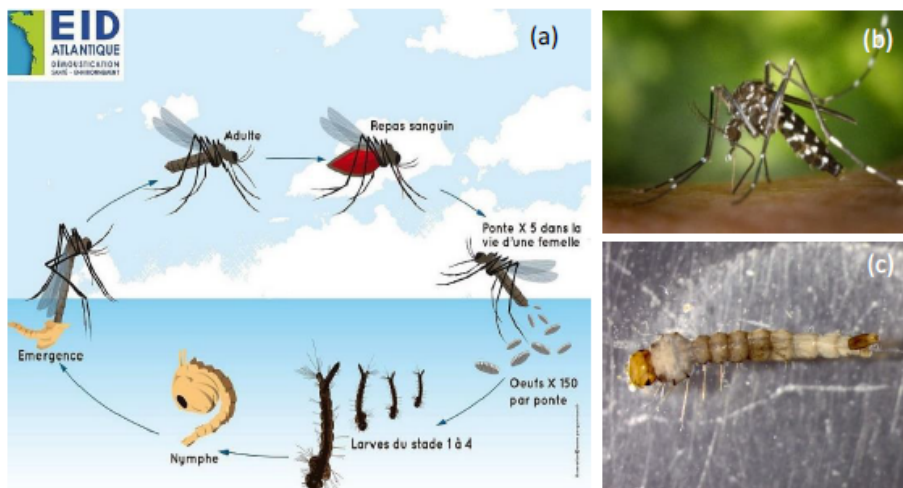 EID
ATLANTIQUE
DÉMOUSTICATION
SANTÉ - ENVIRONNEMENT
(a)
(b)
Adulte
Repas sanguin
Ponte X 5 dans la
vie d'une femelle
(c)
Emergence
Oeufs X 150
par ponte
Larves du stade 1 à 4
Nymphe